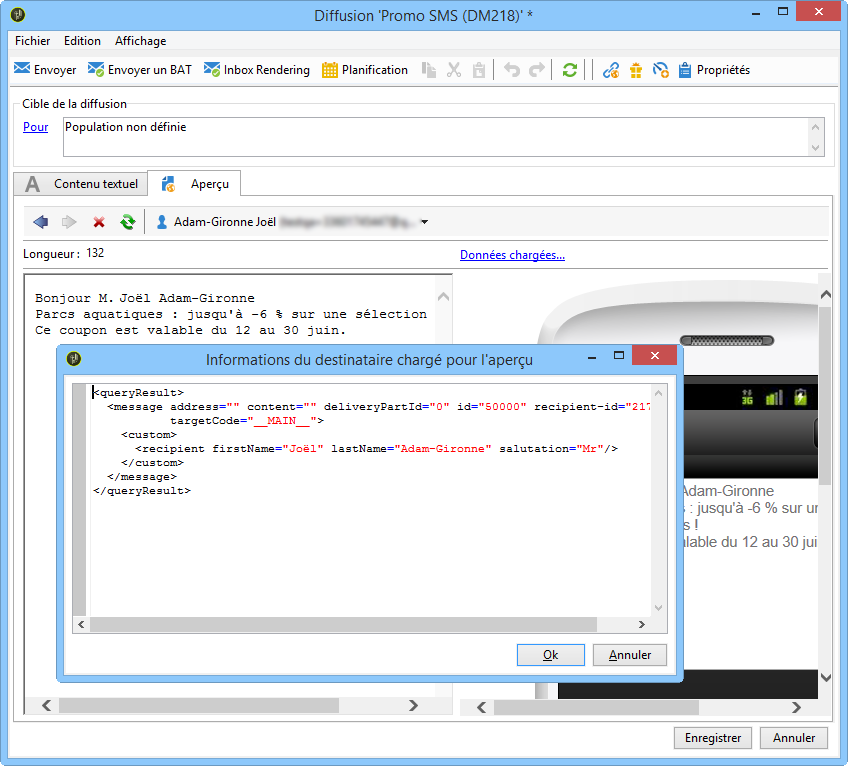 Diffusion 'Promo SMS (DM218)' *
Fichier Edition Affichage
Envoyer Envoyer un BAT Inbox Rendering Planification Propriétés
Cible de la diffusion
Pour Population non définie
A Contenu textuel Aperçu
Adam-Gironne Joël
Longueur : 132 Données chargées...
Bonjour M. Joël Adam-Gironne
Parcs aquatiques : jusqu'à -6 % sur une sélection
Ce coupon est valable du 12 au 30 juin.
3G
Informations du destinataire chargé pour l'aperçu
<queryResult>
<message address="" content="" deliveryPartId="0" id="50000" recipient-id="217
targetCode="__MAIN__">
<custom>
<recipient firstName="Joël" lastName="Adam-Gironne" salutation="Mr"/>
</custom>
</message>
</queryResult>
Adam-Gironne
: jusqu'à -6 % sur un
s !
lable du 12 au 30 jui
Ok Annuler
Enregistrer Annuler